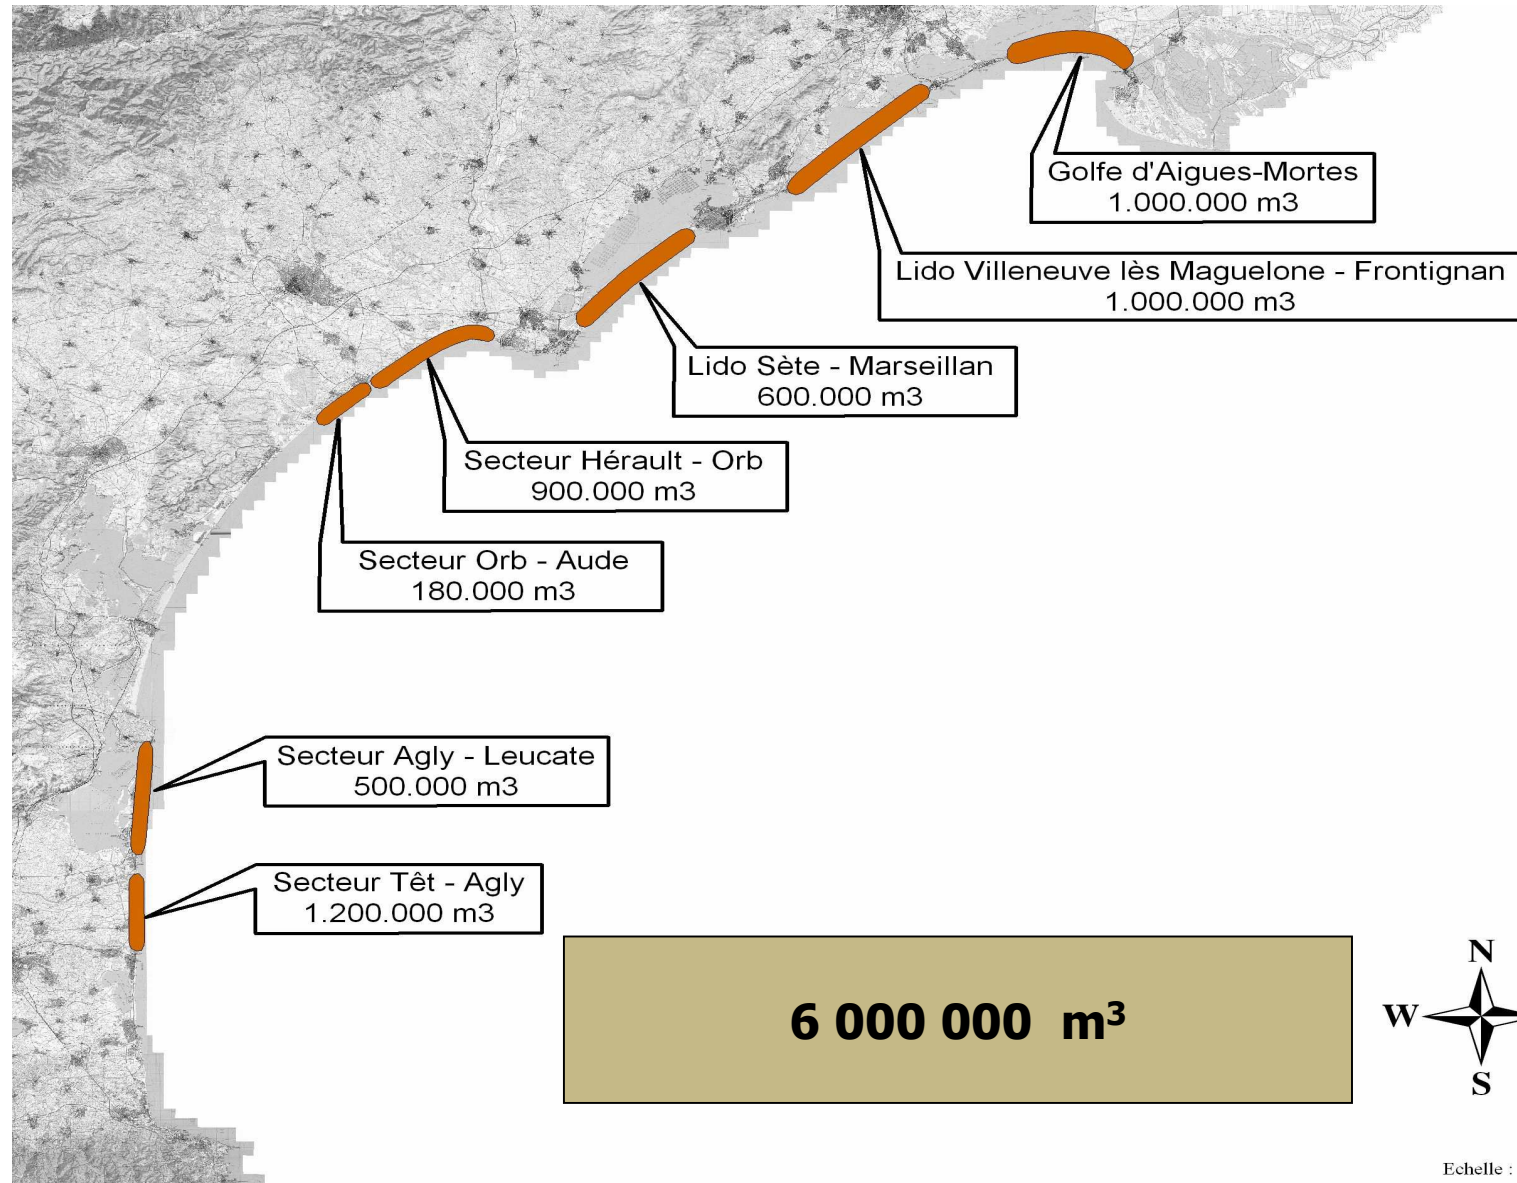 Golfe d'Aigues-Mortes
1.000.000 m3
Lido Villeneuve lès Maguelone - Frontignan
1.000.000 m3
Lido Sète - Marseillan
600.000 m3
Secteur Hérault - Orb
900.000 m3
Secteur Orb - Aude
180.000 m3
Secteur Agly - Leucate
500.000 m3
Secteur Têt - Agly
1.200.000 m3
6 000 000 m³
N
W
S
Echelle :